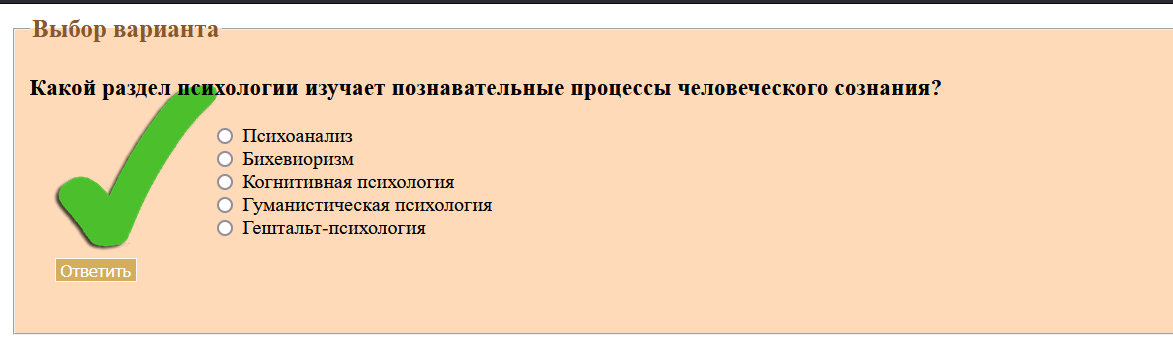 Выбор варианта
Какой раздел психологии изучает познавательные процессы человеческого сознания?
Психоанализ
Бихевиоризм
Когнитивная психология
Гуманистическая психология
Гештальт-психология
Ответить